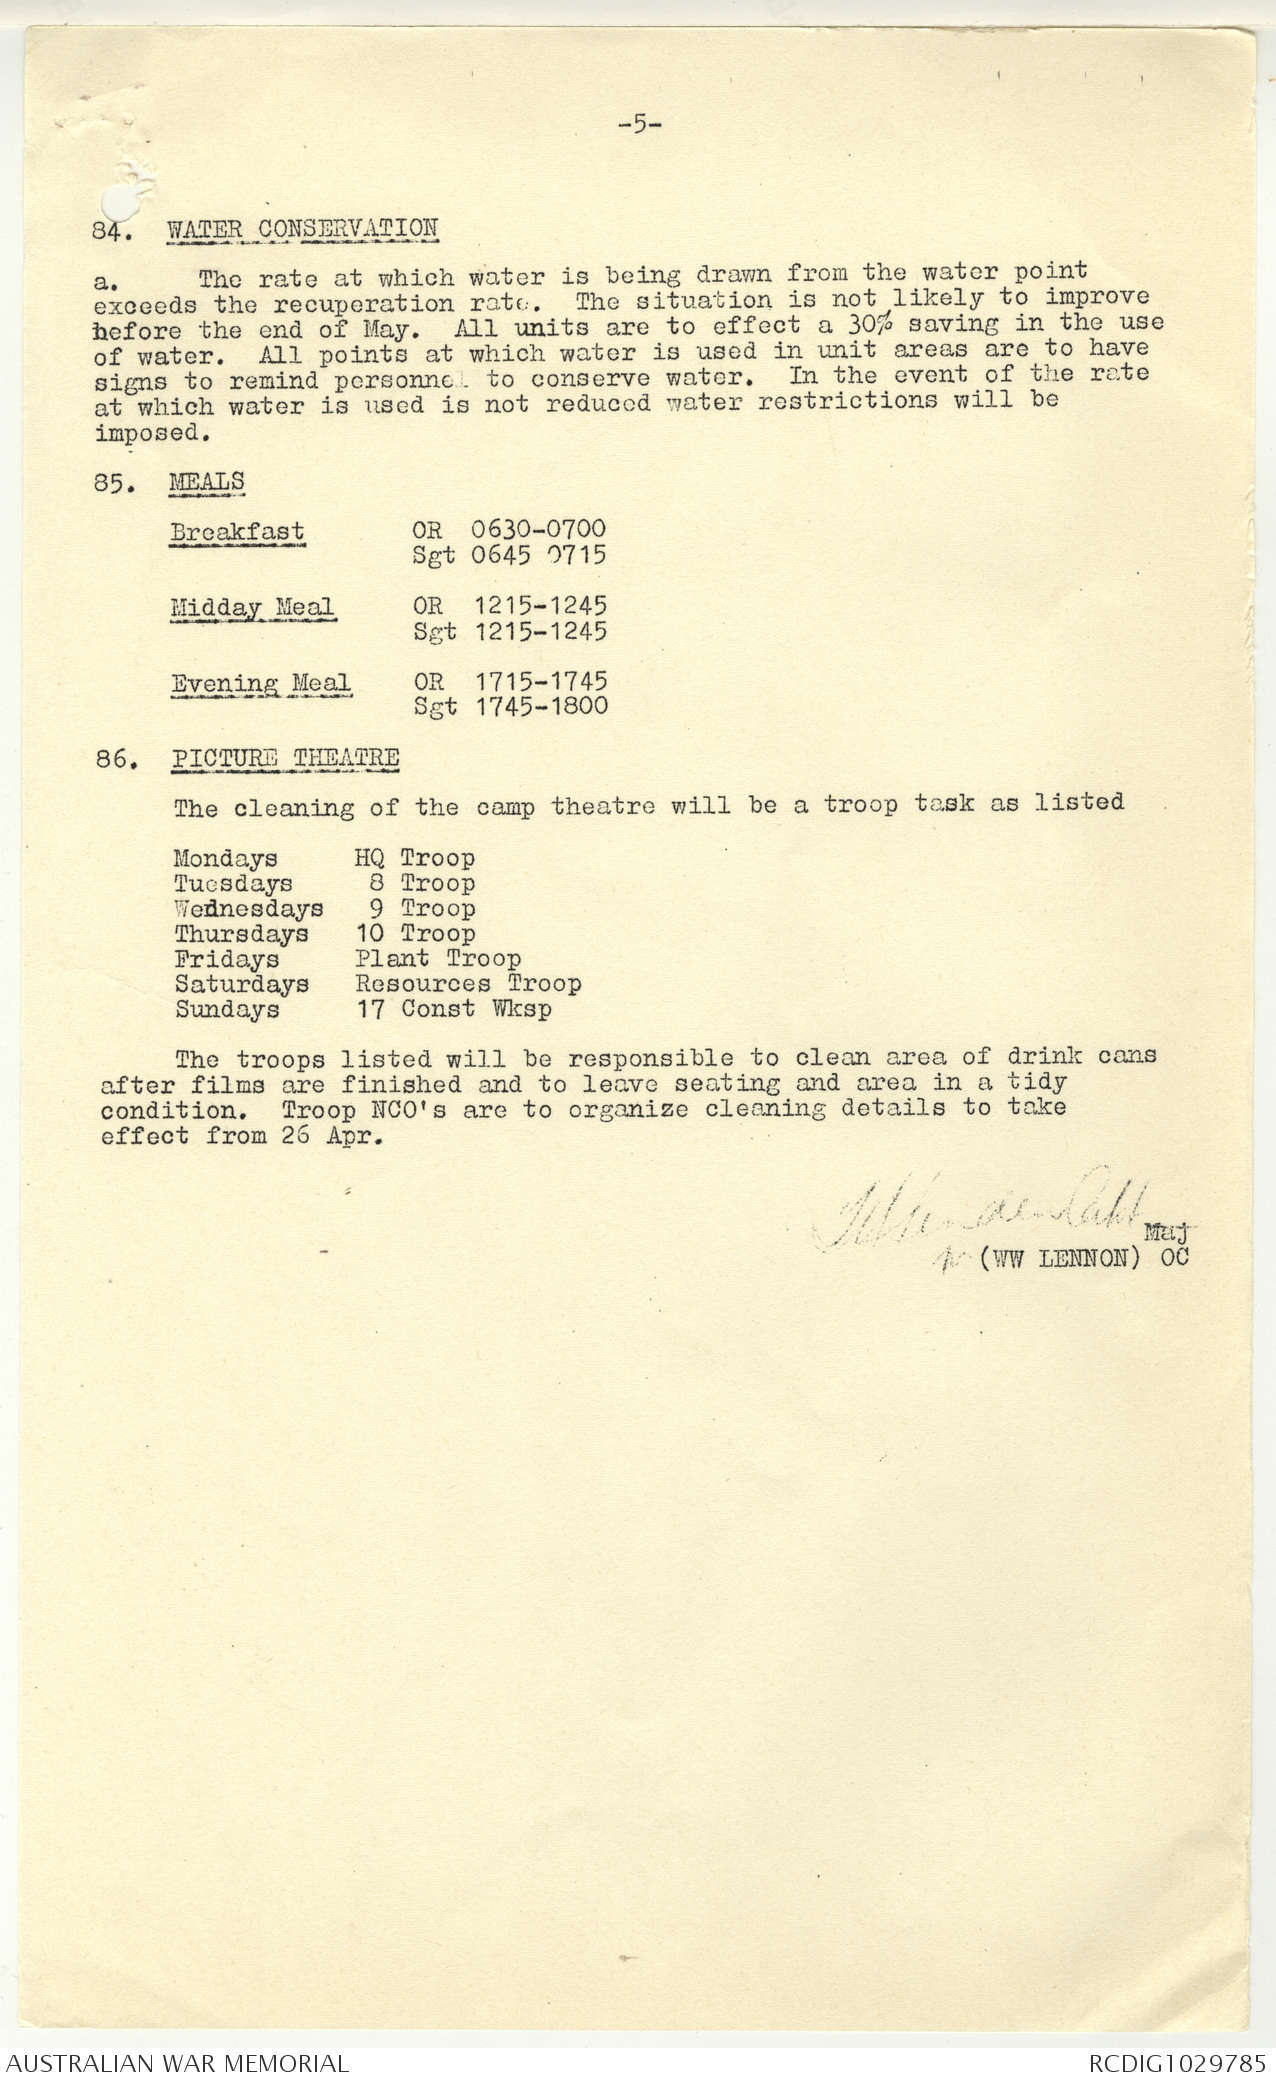 -5-
84. WATER CONSERVATION
a. The rate at which water is being drawn from the water point
exceeds the recuperation rate. The situation is not likely to improve
before the end of May. All units are to effect a 30% saving in the use
of water. All points at which water is used in unit areas are to have
signs to remind personnel to conserve water. In the event of the rate
at which water is used is not reduced water restrictions will be
imposed.
85. MEALS
Breakfast OR 0630-0700
Sgt 0645 0715
Midday Meal OR 1215-1245
Sgt 1215-1245
Evening Meal OR 1715-1745
Sgt 1745-1800
86. PICTURE THEATRE
The cleaning of the camp theatre will be a troop task as listed
Mondays HQ Troop
Tuesdays 8 Troop
Wednesdays 9 Troop
Thursdays 10 Troop
Fridays Plant Troop
Saturdays Resources Troop
Sundays 17 Const Wksp
The troops listed will be responsible to clean area of drink cans
after films are finished and to leave seating and area in a tidy
condition. Troop NCO's are to organize cleaning details to take
effect from 26 Apr.
Maj
(WW LENNON) OC
AUSTRALIAN WAR MEMORIAL
RCDIG1029785